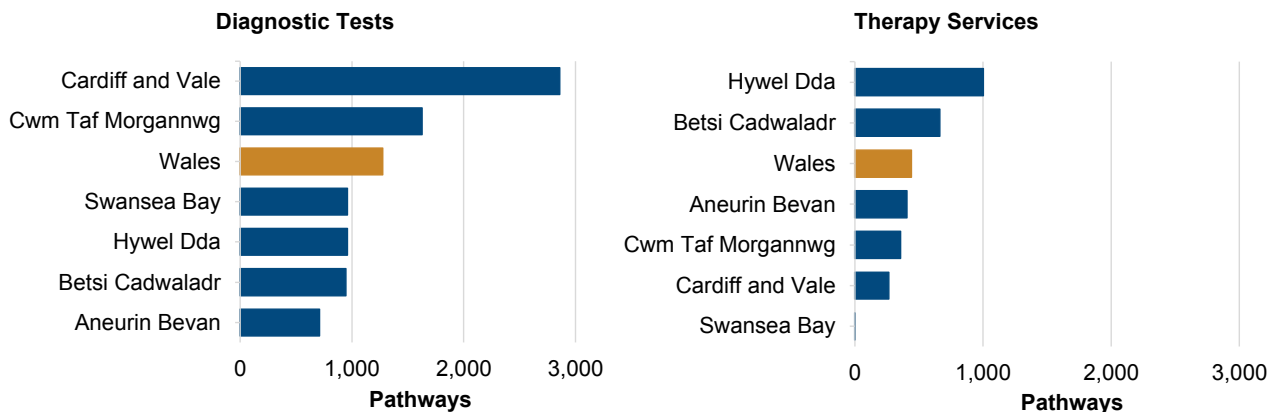 Diagnostic Tests
Cardiff and Vale
Cwm Taf Morgannwg
Wales
Swansea Bay
Hywel Dda
Betsi Cadwaladr
Aneurin Bevan
0 1,000 2,000 3,000
Pathways
Therapy Services
Hywel Dda
Betsi Cadwaladr
Wales
Aneurin Bevan
Cwm Taf Morgannwg
Cardiff and Vale
Swansea Bay
0 1,000 2,000 3,000
Pathways